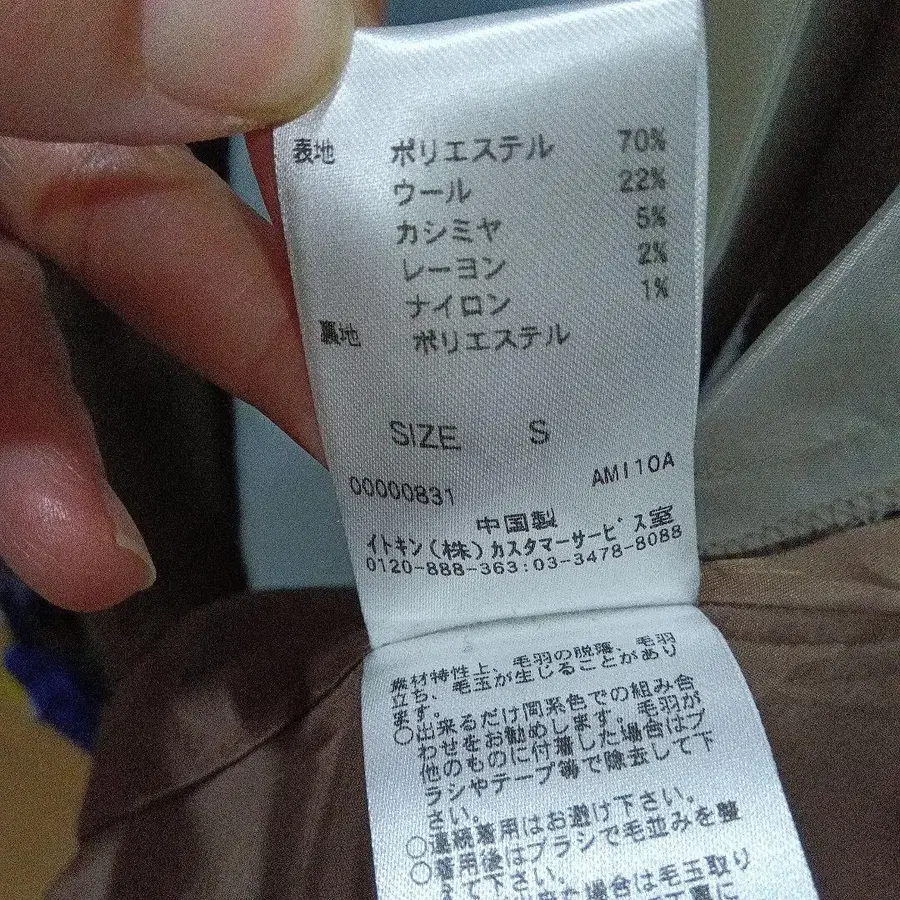 表地 ポリエステル 70%
ウール 22%
カシミヤ 5%
レーヨン 2%
ナイロン 1%
裏地 ポリエステル
SIZE S
00000831 AMI10A
中国製
イトキン(株)カスタマーサービス室
0120-888-363:03-3478-8088
素材特性上、毛羽の脱落、毛羽
立ち、毛玉が生じることがあり
ます。
○出来るだけ同系色での組み合
わせをお勧めします。毛羽が
他のものに付着した場合はブ
ラシやテープ等で除去して下
さい。
○連続着用はお避け下さい。
○着用後はブラシで毛並みを整
えて下さい。
場合は毛玉取り